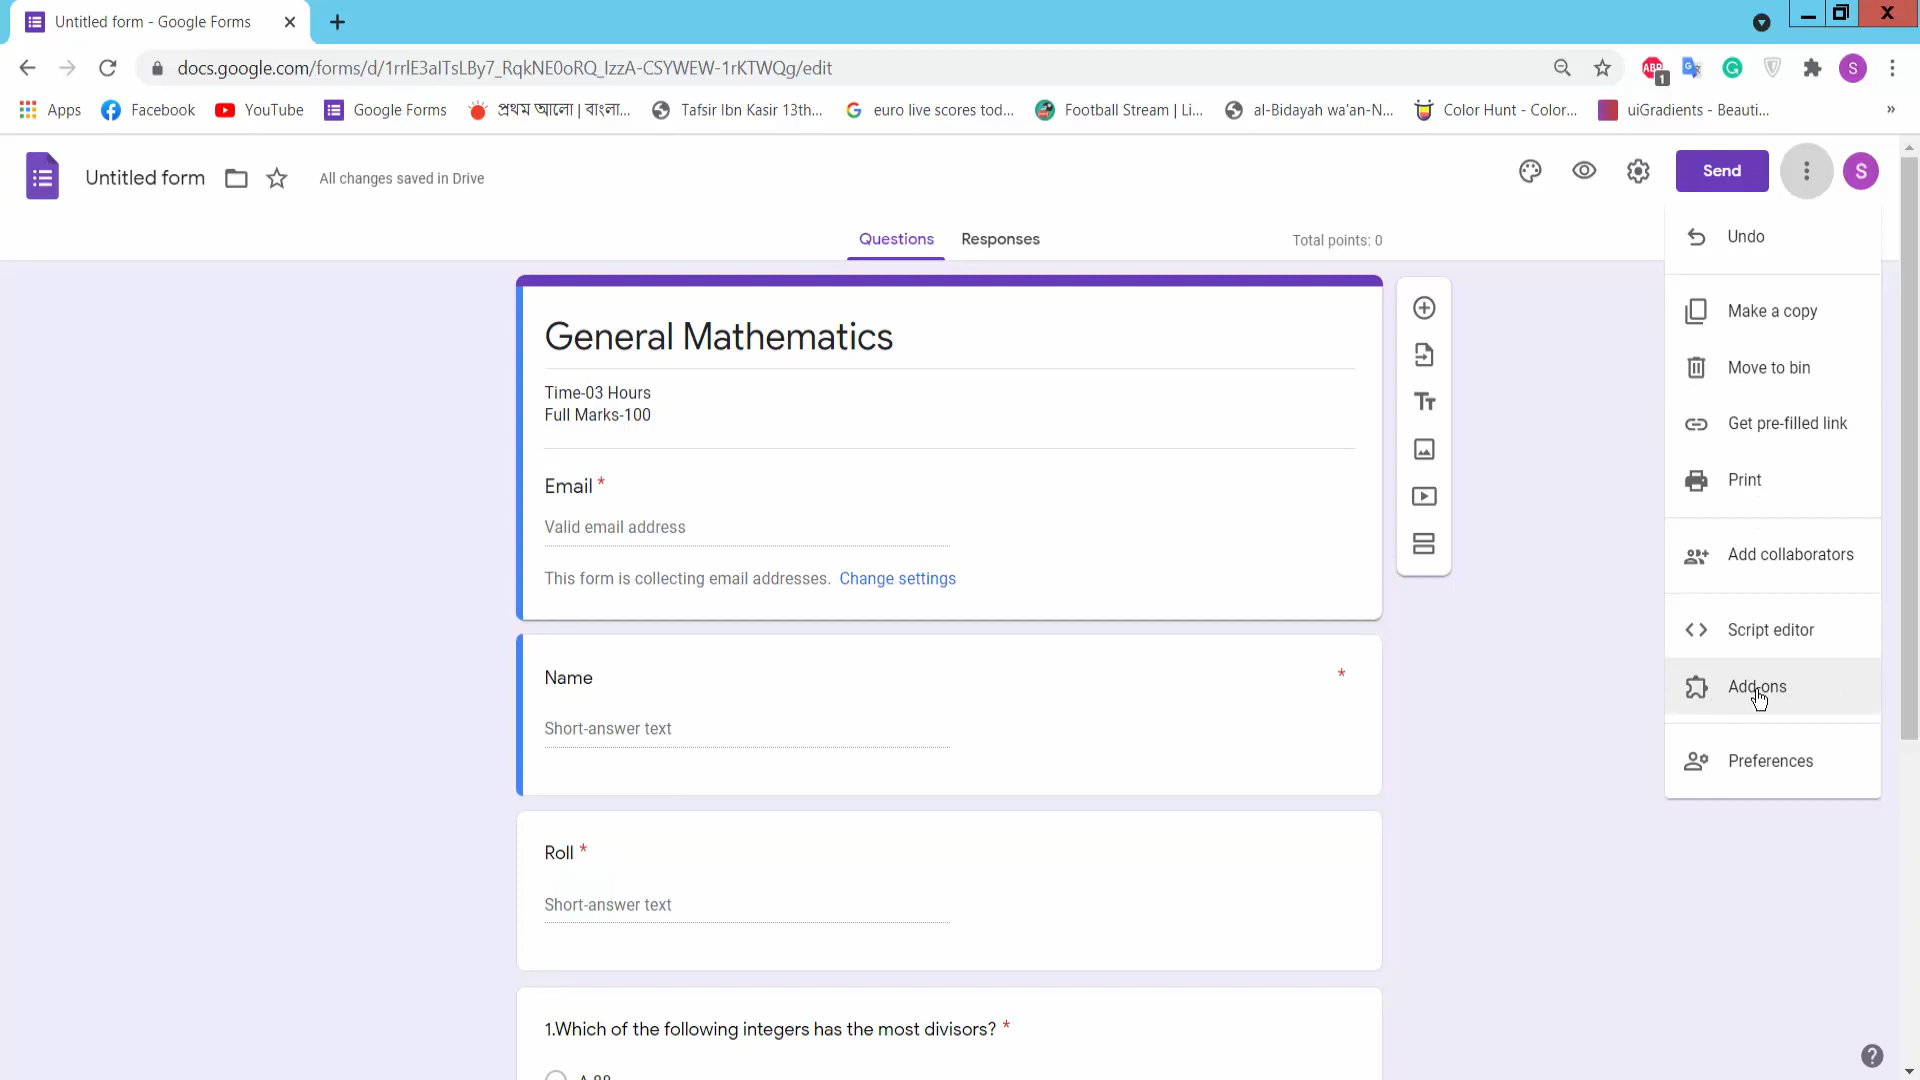 Untitled form - Google Forms
docs.google.com/forms/d/1rrlE3alTsLBy7_RqkNE0oRQ_lzzA-CSYWEW-1rKTWQg/edit
ABP
1
S
Apps
Facebook
YouTube
Google Forms
প্রথম আলো | বাংলা...
Tafsir Ibn Kasir 13th...
euro live scores tod...
Football Stream | Li...
al-Bidayah wa'an-N...
Color Hunt - Color...
uiGradients - Beauti...
»
Untitled form
All changes saved in Drive
Send
S
Questions
Responses
Total points: 0
General Mathematics
Time-03 Hours
Full Marks-100
Email *
Valid email address
This form is collecting email addresses. Change settings
Name *
Short-answer text
Roll *
Short-answer text
1.Which of the following integers has the most divisors? *
Undo
Make a copy
Move to bin
Get pre-filled link
Print
Add collaborators
Script editor
Add-ons
Preferences